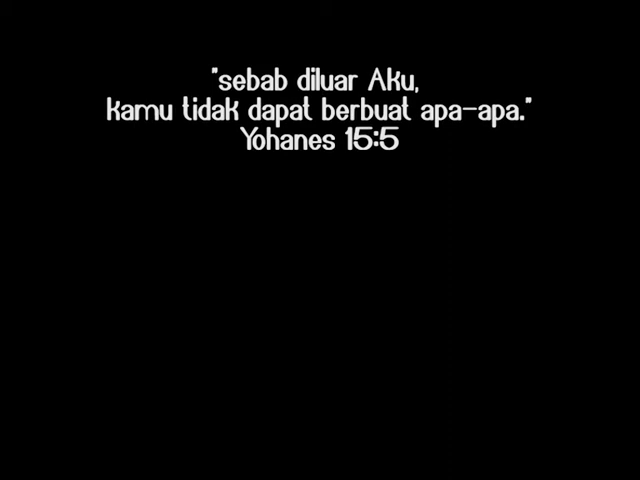 "sebab diluar Aku,
kamu tidak dapat berbuat apa-apa."
Yohanes 15:5